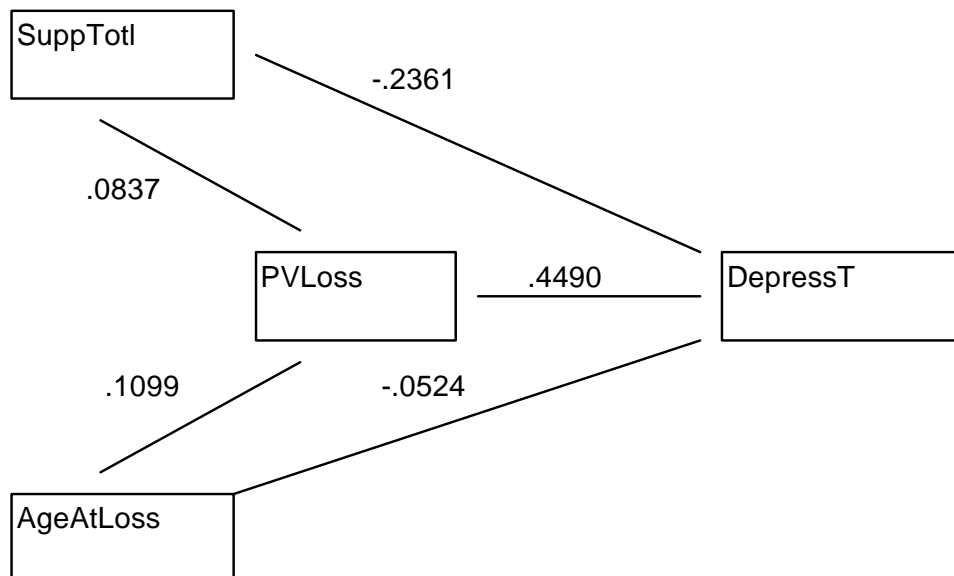 SuppTotl
-.2361
.0837
PVLoss
.4490
DepressT
.1099
-.0524
AgeAtLoss